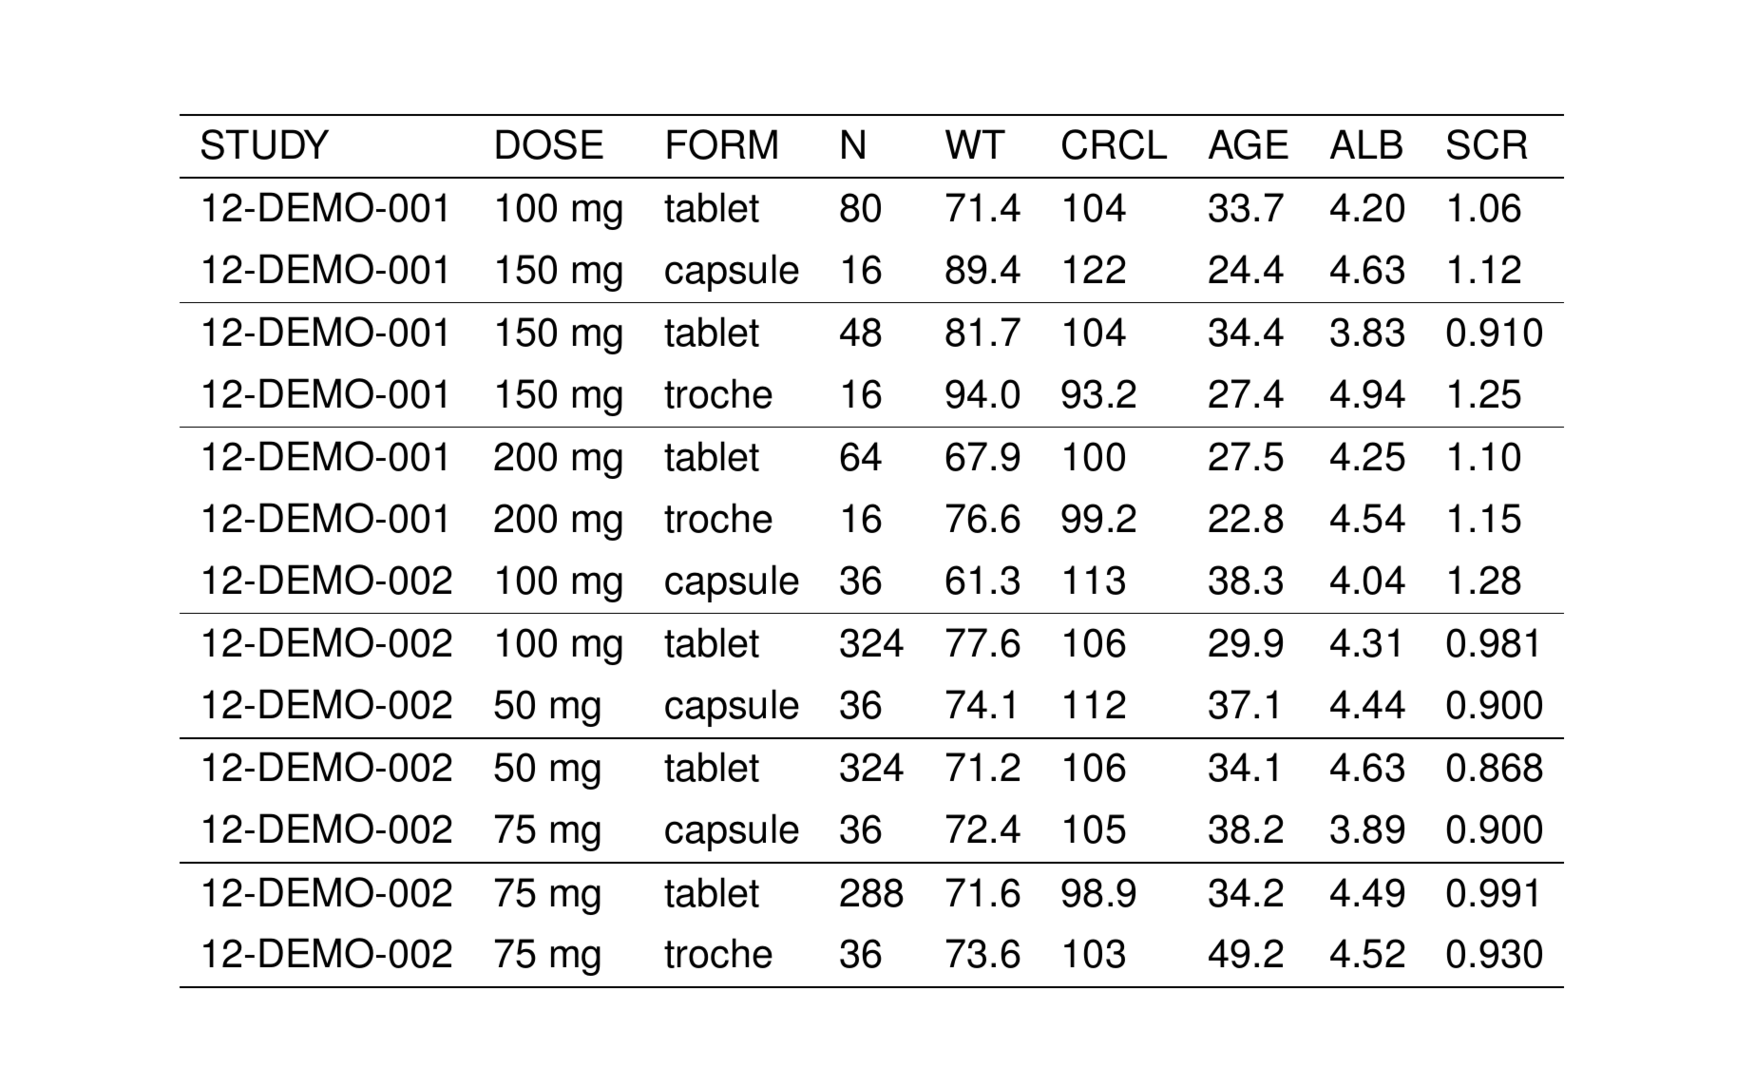 STUDY DOSE FORM N WT CRCL AGE ALB SCR
12-DEMO-001 100 mg tablet 80 71.4 104 33.7 4.20 1.06
12-DEMO-001 150 mg capsule 16 89.4 122 24.4 4.63 1.12
12-DEMO-001 150 mg tablet 48 81.7 104 34.4 3.83 0.910
12-DEMO-001 150 mg troche 16 94.0 93.2 27.4 4.94 1.25
12-DEMO-001 200 mg tablet 64 67.9 100 27.5 4.25 1.10
12-DEMO-001 200 mg troche 16 76.6 99.2 22.8 4.54 1.15
12-DEMO-002 100 mg capsule 36 61.3 113 38.3 4.04 1.28
12-DEMO-002 100 mg tablet 324 77.6 106 29.9 4.31 0.981
12-DEMO-002 50 mg capsule 36 74.1 112 37.1 4.44 0.900
12-DEMO-002 50 mg tablet 324 71.2 106 34.1 4.63 0.868
12-DEMO-002 75 mg capsule 36 72.4 105 38.2 3.89 0.900
12-DEMO-002 75 mg tablet 288 71.6 98.9 34.2 4.49 0.991
12-DEMO-002 75 mg troche 36 73.6 103 49.2 4.52 0.930